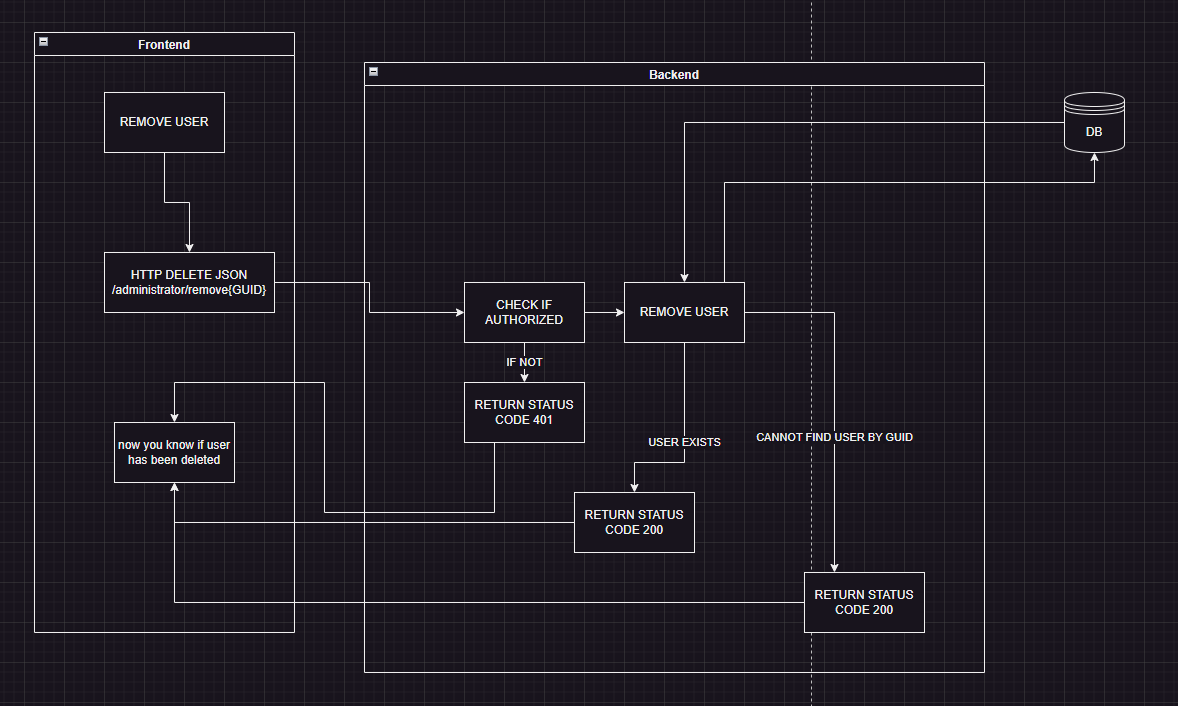 Frontend
REMOVE USER
HTTP DELETE JSON
/administrator/remove{GUID}
now you know if user
has been deleted
Backend
CHECK IF
AUTHORIZED
IF NOT
RETURN STATUS
CODE 401
REMOVE USER
USER EXISTS
RETURN STATUS
CODE 200
CANNOT FIND USER BY GUID
RETURN STATUS
CODE 200
DB